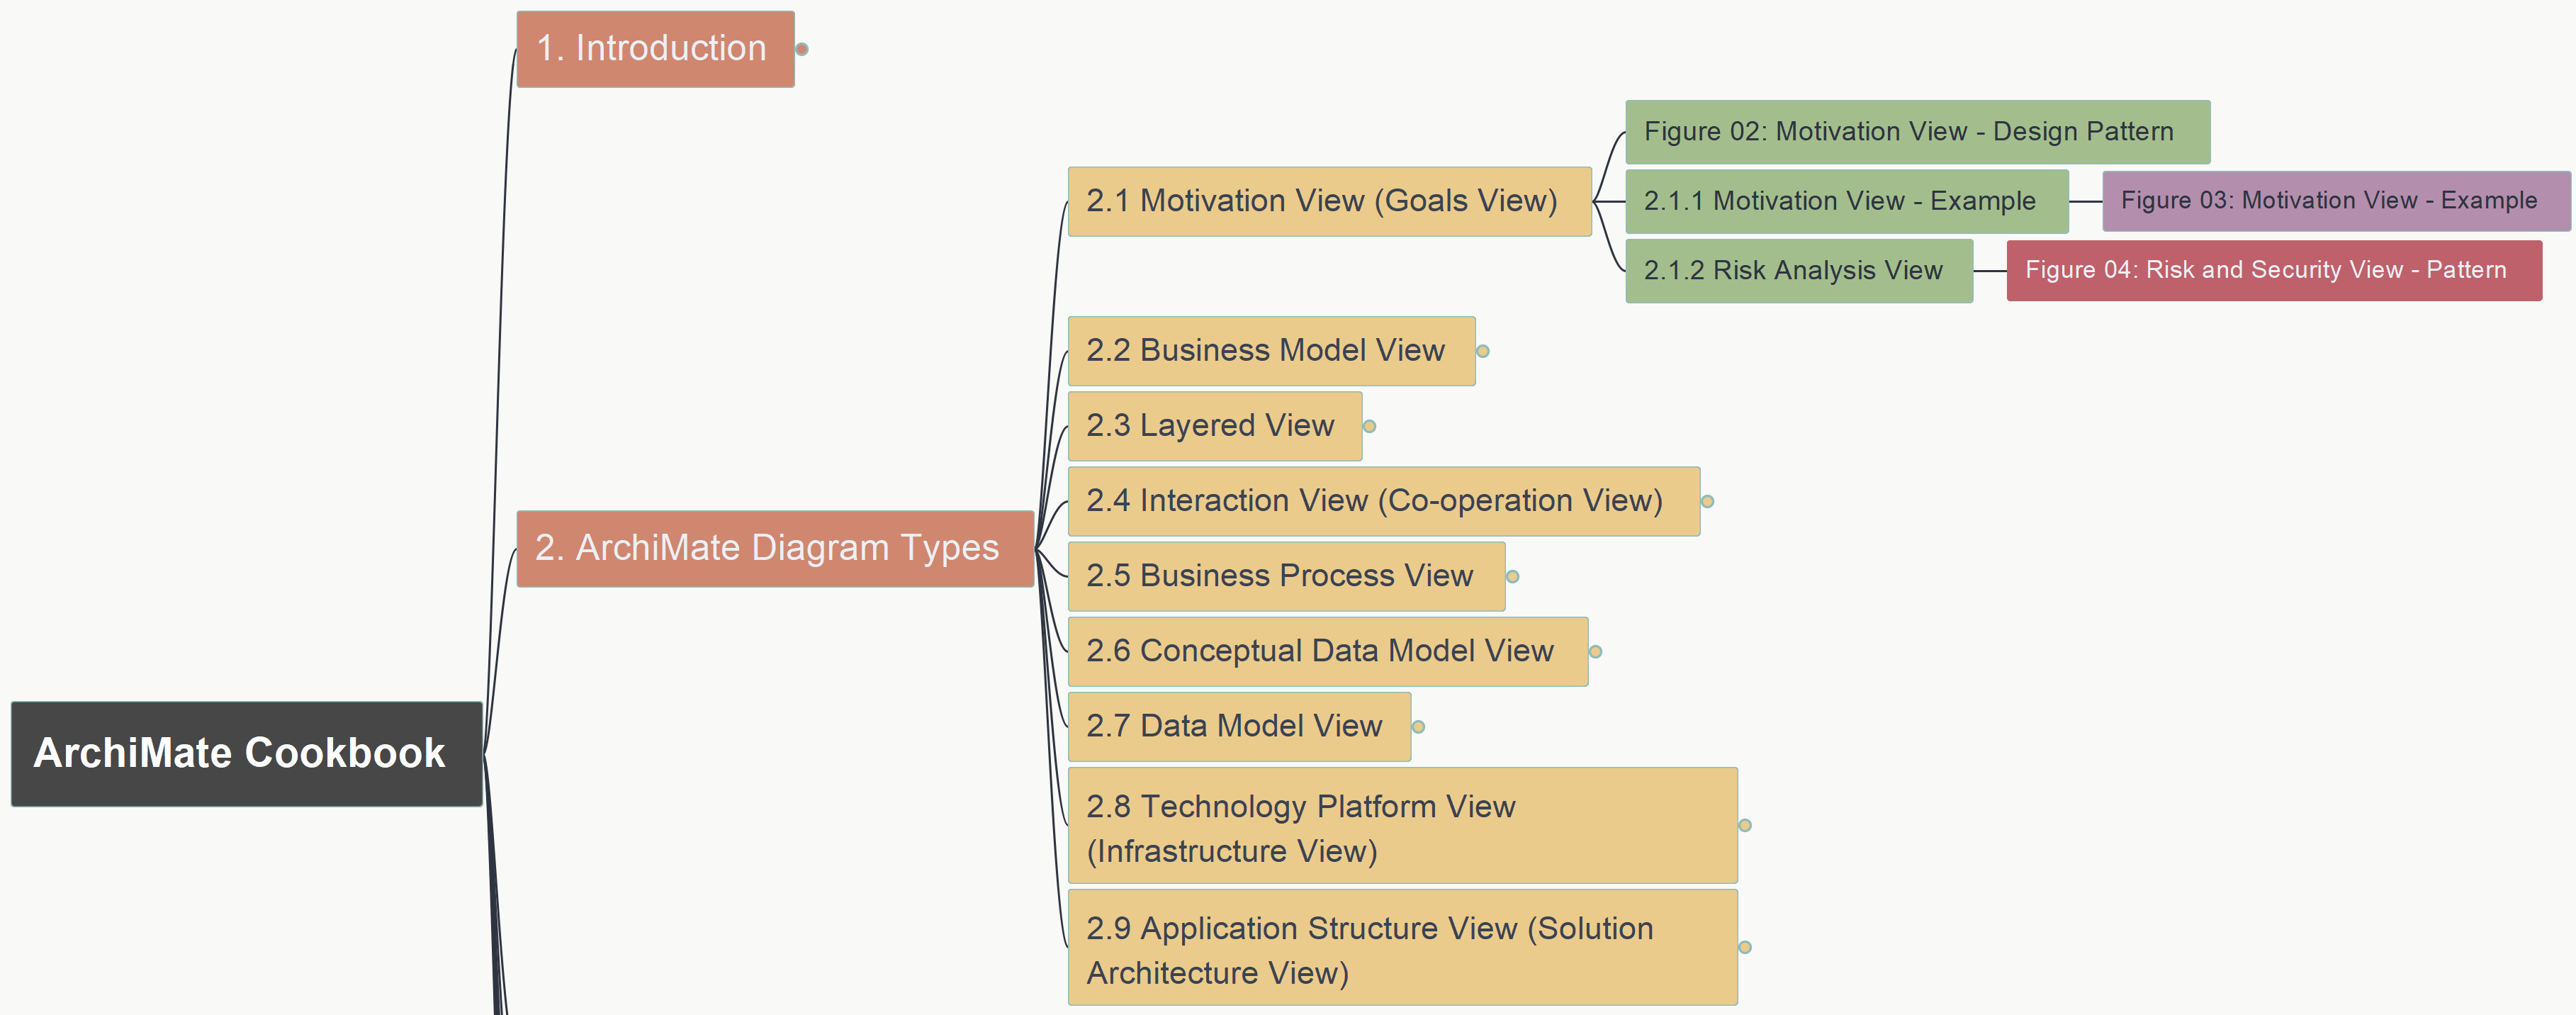 1. Introduction
Figure 02: Motivation View - Design Pattern
2.1 Motivation View (Goals View)
2.1.1 Motivation View - Example
Figure 03: Motivation View - Example
2.1.2 Risk Analysis View
Figure 04: Risk and Security View - Pattern
2.2 Business Model View
2.3 Layered View
2.4 Interaction View (Co-operation View)
2. ArchiMate Diagram Types
2.5 Business Process View
2.6 Conceptual Data Model View
2.7 Data Model View
ArchiMate Cookbook
2.8 Technology Platform View
(Infrastructure View)
2.9 Application Structure View (Solution
Architecture View)